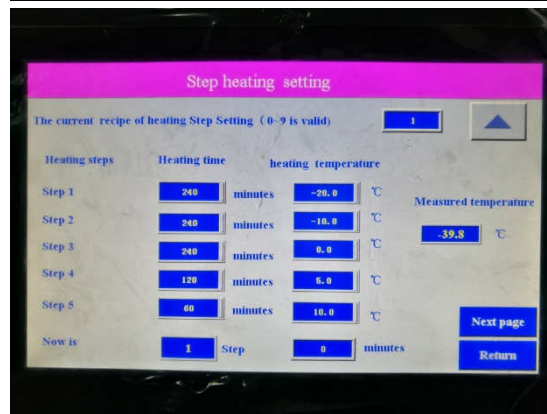 Step heating setting
The current recipe of heating Step Setting ( 0~9 is valid) 1
Heating steps Heating time heating temperature
Step 1 240 minutes -20.0 ℃ Measured temperature
Step 2 240 minutes -10.0 ℃ -39.8 ℃
Step 3 240 minutes 0.0 ℃
Step 4 120 minutes 5.0 ℃
Step 5 60 minutes 10.0 ℃ Next page
Now is 1 Step 0 minutes Return